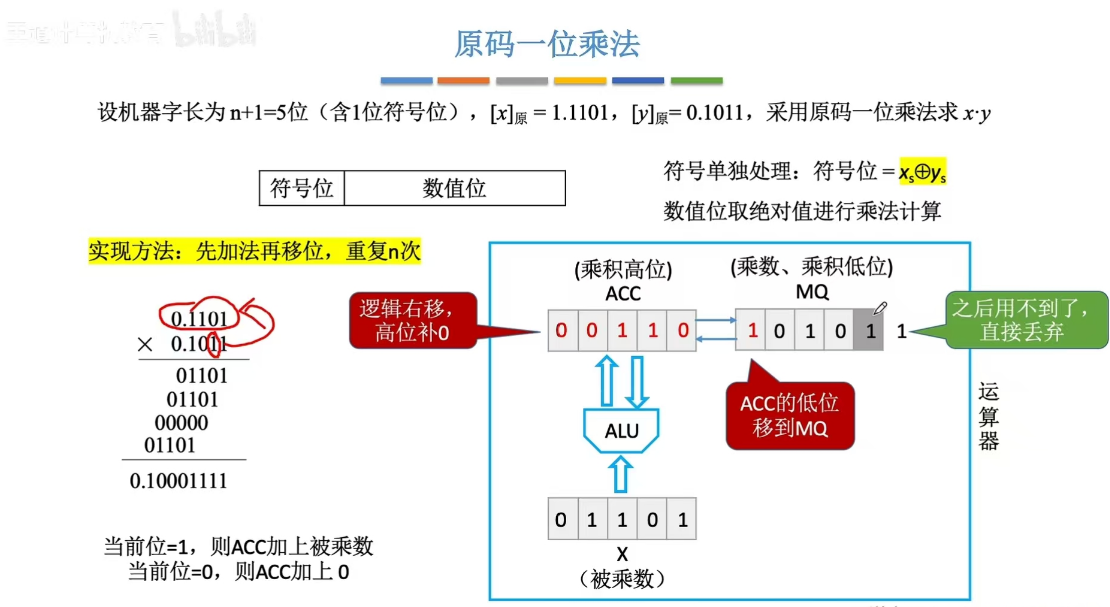 王道计算机教育 bilibili
原码一位乘法
设机器字长为 n+1=5位（含1位符号位），[x]原 = 1.1101，[y]原= 0.1011，采用原码一位乘法求 x·y
符号位 数值位
符号单独处理：符号位 = xs⊕ys
数值位取绝对值进行乘法计算
实现方法：先加法再移位，重复n次
0.1101
× 0.1011
01101
01101
00000
01101
0.10001111
当前位=1，则ACC加上被乘数
当前位=0，则ACC加上 0
逻辑右移，
高位补0
(乘积高位)
ACC
0 0 1 1 0
(乘数、乘积低位)
MQ
1 0 1 0 1 1
之后用不到了，
直接丢弃
ACC的低位
移到MQ
ALU
0 1 1 0 1
X
（被乘数）
运
算
器